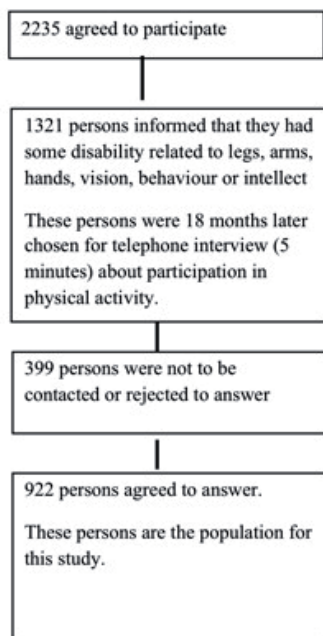 2235 agreed to participate
1321 persons informed that they had
some disability related to legs, arms,
hands, vision, behaviour or intellect
These persons were 18 months later
chosen for telephone interview (5
minutes) about participation in
physical activity.
399 persons were not to be
contacted or rejected to answer
922 persons agreed to answer.
These persons are the population for
this study.